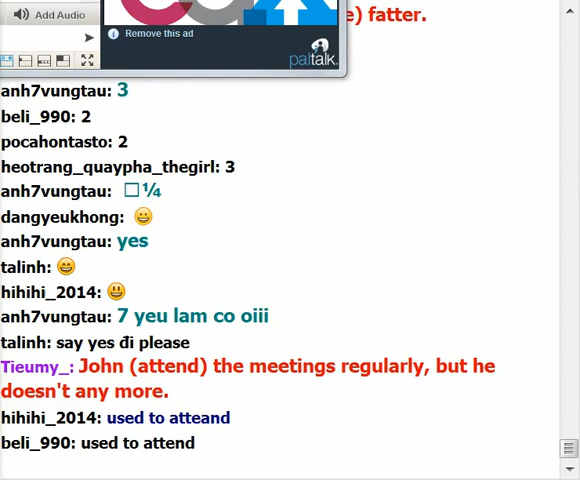 Add Audio
e) fatter.
Remove this ad
paltalk.
anh7vungtau: 3
beli_990: 2
pocahontasto: 2
heotrang_quaypha_thegirl: 3
anh7vungtau: □¼
dangyeukhong: 😀
anh7vungtau: yes
talinh: 😄
hihihi_2014: 😃
anh7vungtau: 7 yeu lam co oiii
talinh: say yes đi please
Tieumy_: John (attend) the meetings regularly, but he
doesn't any more.
hihihi_2014: used to atteand
beli_990: used to attend